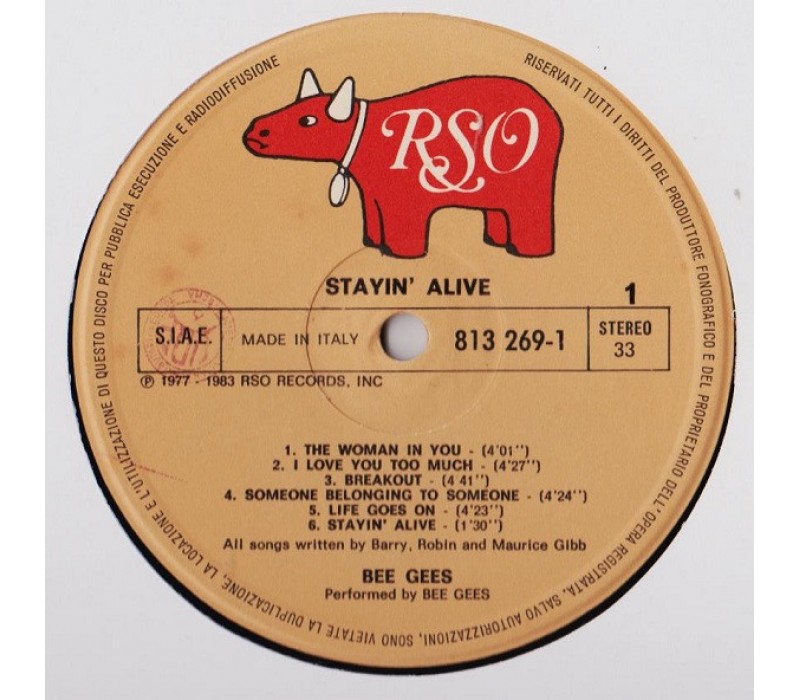 RSO
RISERVATI TUTTI I DIRITTI DEL PRODUTTORE FONOGRAFICO E DEL PROPRIETARIO DELL'OPERA REGISTRATA. SALVO AUTORIZZAZIONI, SONO VIETATE LA DUPLICAZIONE, LA LOCAZIONE E L'UTILIZZAZIONE DI QUESTO DISCO PER PUBBLICA ESECUZIONE E RADIODIFFUSIONE
STAYIN' ALIVE
1
S.I.A.E.
MADE IN ITALY
813 269-1
STEREO
33
℗ 1977 - 1983 RSO RECORDS, INC
1. THE WOMAN IN YOU - (4'01'')
2. I LOVE YOU TOO MUCH - (4'27'')
3. BREAKOUT - (4 41'')
4. SOMEONE BELONGING TO SOMEONE - (4'24'')
5. LIFE GOES ON - (4'23'')
6. STAYIN' ALIVE - (1'30'')
All songs written by Barry, Robin and Maurice Gibb
BEE GEES
Performed by BEE GEES